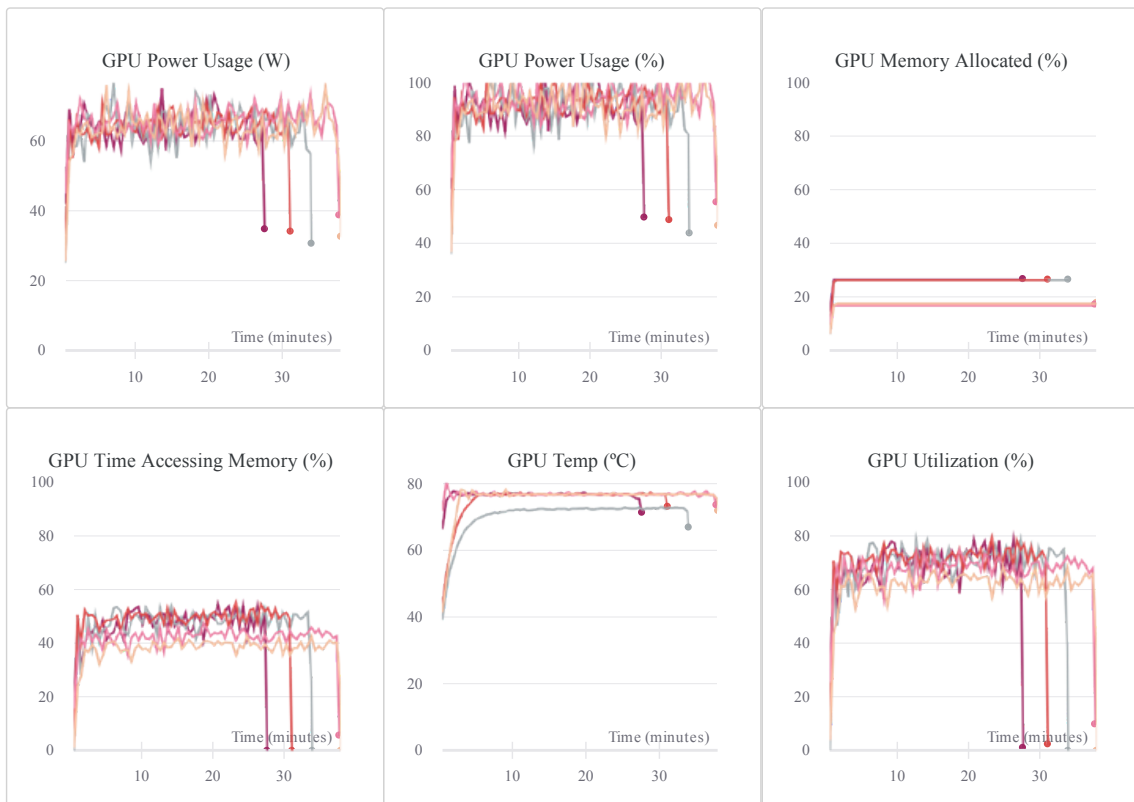 GPU Power Usage (W)
60
40
20
0
Time (minutes)
10 20 30
GPU Power Usage (%)
100
80
60
40
20
0
Time (minutes)
10 20 30
GPU Memory Allocated (%)
100
80
60
40
20
0
Time (minutes)
10 20 30
GPU Time Accessing Memory (%)
100
80
60
40
20
0
Time (minutes)
10 20 30
GPU Temp (ºC)
80
60
40
20
0
Time (minutes)
10 20 30
GPU Utilization (%)
100
80
60
40
20
0
Time (minutes)
10 20 30